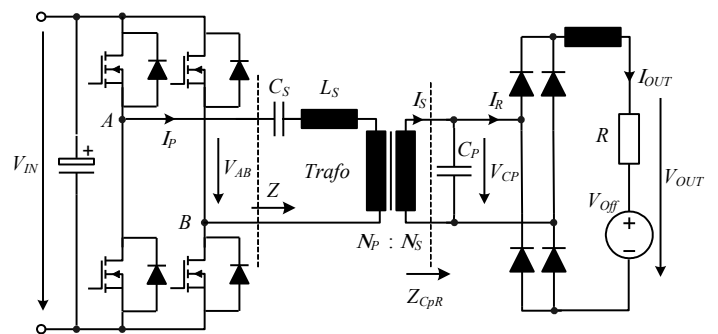 C_S L_S
I_S I_R I_OUT
A
I_P
V_IN + V_AB Trafo C_P V_CP R
Z V_Off V_OUT
B + −
N_P : N_S
Z_CpR